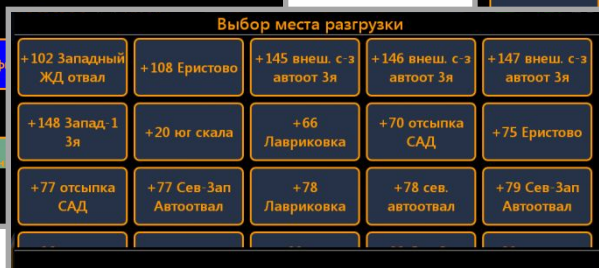 Выбор места разгрузки
+102 Западный
ЖД отвал
+108 Еристово
+145 внеш. с-з
автоот 3я
+146 внеш. с-з
автоот 3я
+147 внеш. с-з
автоот 3я
+148 Запад-1
3я
+20 юг скала
+66
Лавриковка
+70 отсыпка
САД
+75 Еристово
+77 отсыпка
САД
+77 Сев-Зап
Автоотвал
+78
Лавриковка
+78 сев.
автоотвал
+79 Сев-Зап
Автоотвал